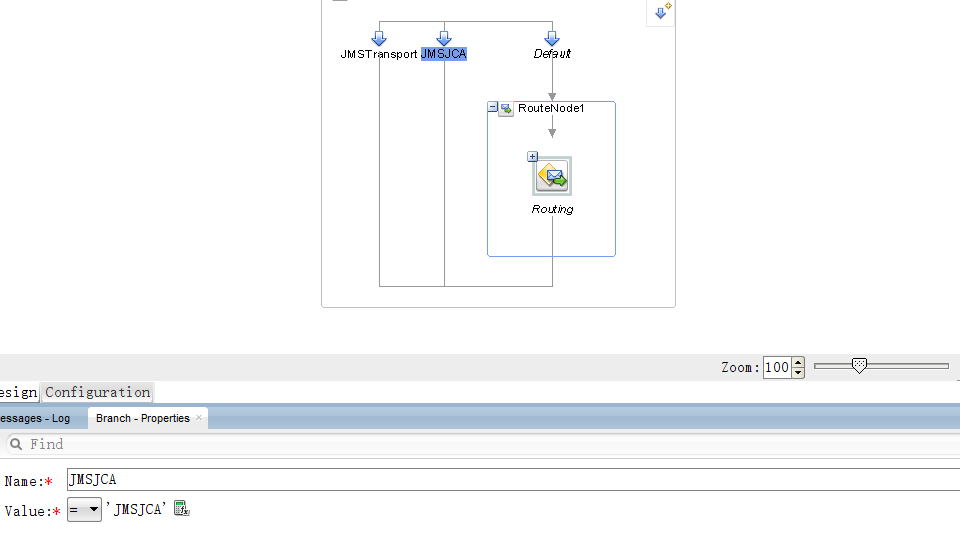 JMSTransport JMSJCA Default
RouteNode1
Routing
Zoom: 100
esign Configuration
essages - Log Branch - Properties
Find
Name:* JMSJCA
Value:* = 'JMSJCA'